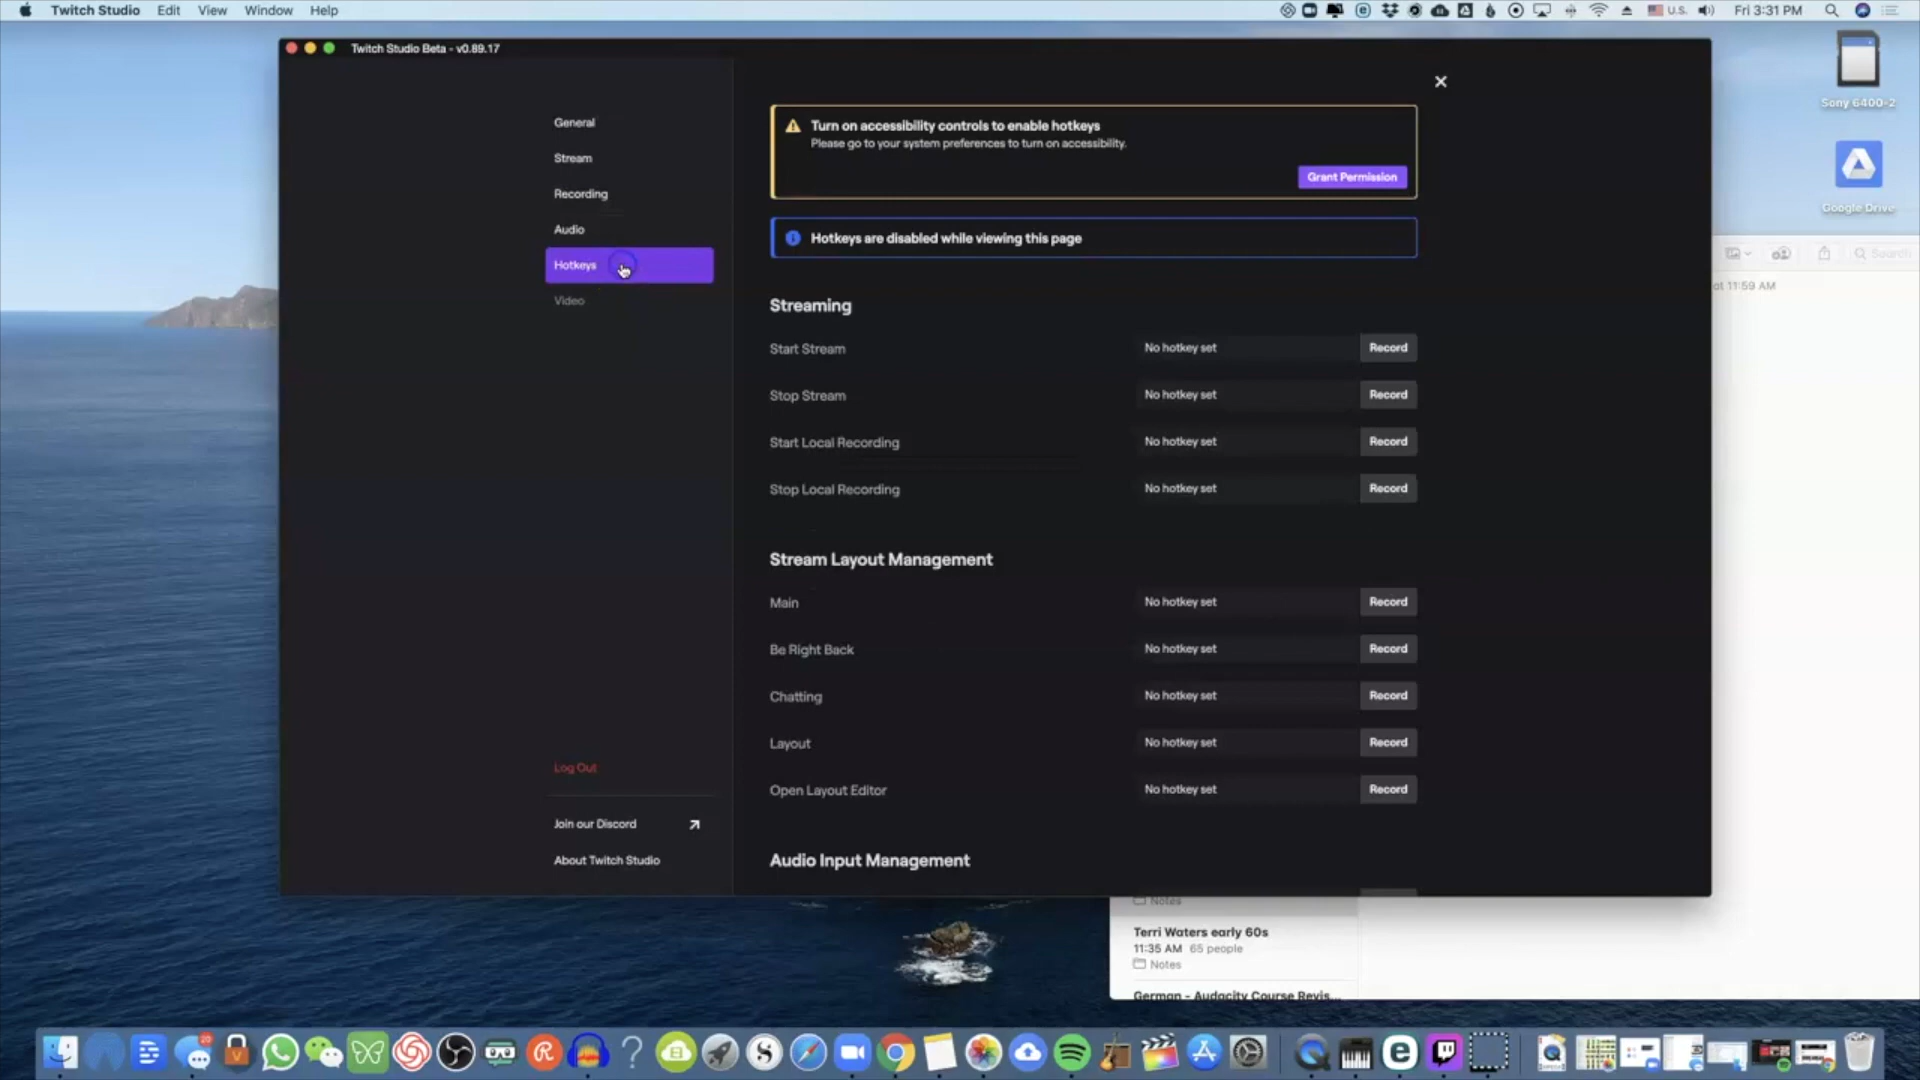 Twitch Studio Edit View Window Help
U.S. Fri 3:31 PM
Twitch Studio Beta - v0.89.17
Sony 6400-2
Google Drive
General
Stream
Recording
Audio
Hotkeys
Video
Log Out
Join our Discord
About Twitch Studio
Turn on accessibility controls to enable hotkeys
Please go to your system preferences to turn on accessibility.
Grant Permission
Hotkeys are disabled while viewing this page
Streaming
Start Stream No hotkey set Record
Stop Stream No hotkey set Record
Start Local Recording No hotkey set Record
Stop Local Recording No hotkey set Record
Stream Layout Management
Main No hotkey set Record
Be Right Back No hotkey set Record
Chatting No hotkey set Record
Layout No hotkey set Record
Open Layout Editor No hotkey set Record
Audio Input Management
Search
at 11:59 AM
Notes
Terri Waters early 60s
11:35 AM 65 people
Notes
German - Audacity Course Revis...